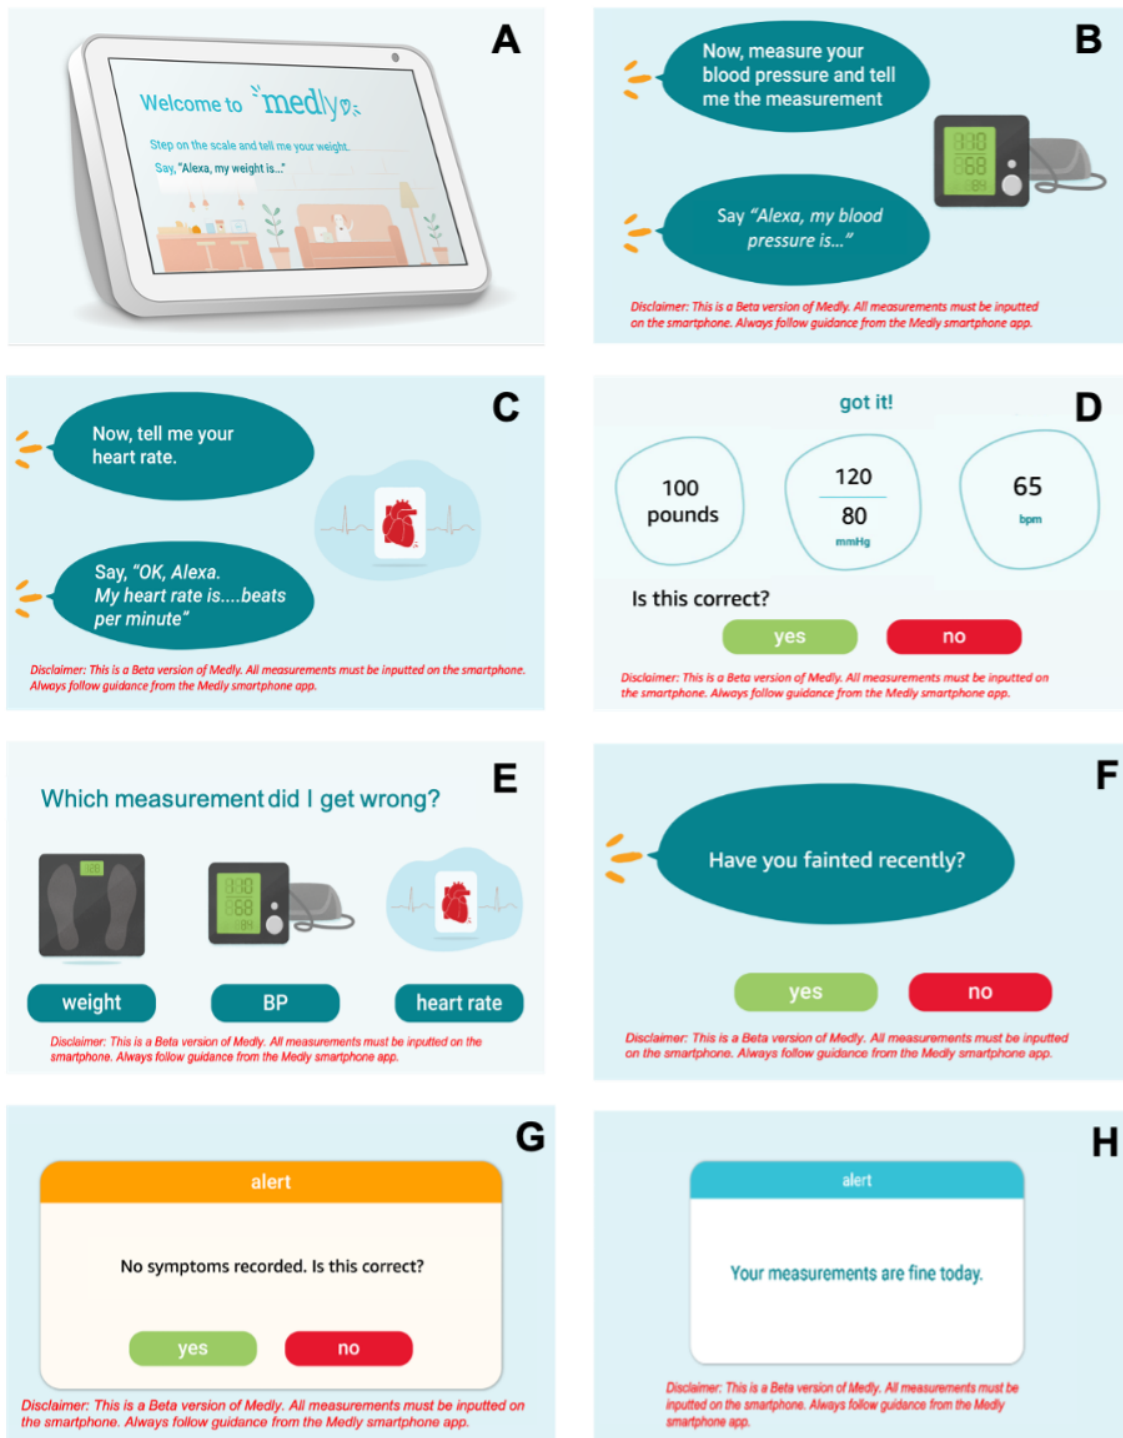 A
Welcome to medly
Step on the scale and tell me your weight.
Say, "Alexa, my weight is..."
B
Now, measure your
blood pressure and tell
me the measurement
Say "Alexa, my blood
pressure is..."
Disclaimer: This is a Beta version of Medly. All measurements must be inputted
on the smartphone. Always follow guidance from the Medly smartphone app.
C
Now, tell me your
heart rate.
Say, "OK, Alexa.
My heart rate is....beats
per minute"
Disclaimer: This is a Beta version of Medly. All measurements must be inputted on the smartphone.
Always follow guidance from the Medly smartphone app.
D
got it!
100
pounds
120
80
mmHg
65
bpm
Is this correct?
yes
no
Disclaimer: This is a Beta version of Medly. All measurements must be inputted on
the smartphone. Always follow guidance from the Medly smartphone app.
E
Which measurement did I get wrong?
weight
BP
heart rate
Disclaimer: This is a Beta version of Medly. All measurements must be inputted on the
smartphone. Always follow guidance from the Medly smartphone app.
F
Have you fainted recently?
yes
no
Disclaimer: This is a Beta version of Medly. All measurements must be inputted
on the smartphone. Always follow guidance from the Medly smartphone app.
G
alert
No symptoms recorded. Is this correct?
yes
no
Disclaimer: This is a Beta version of Medly. All measurements must be inputted on
the smartphone. Always follow guidance from the Medly smartphone app.
H
alert
Your measurements are fine today.
Disclaimer: This is a Beta version of Medly. All measurements must be
inputted on the smartphone. Always follow guidance from the Medly
smartphone app.